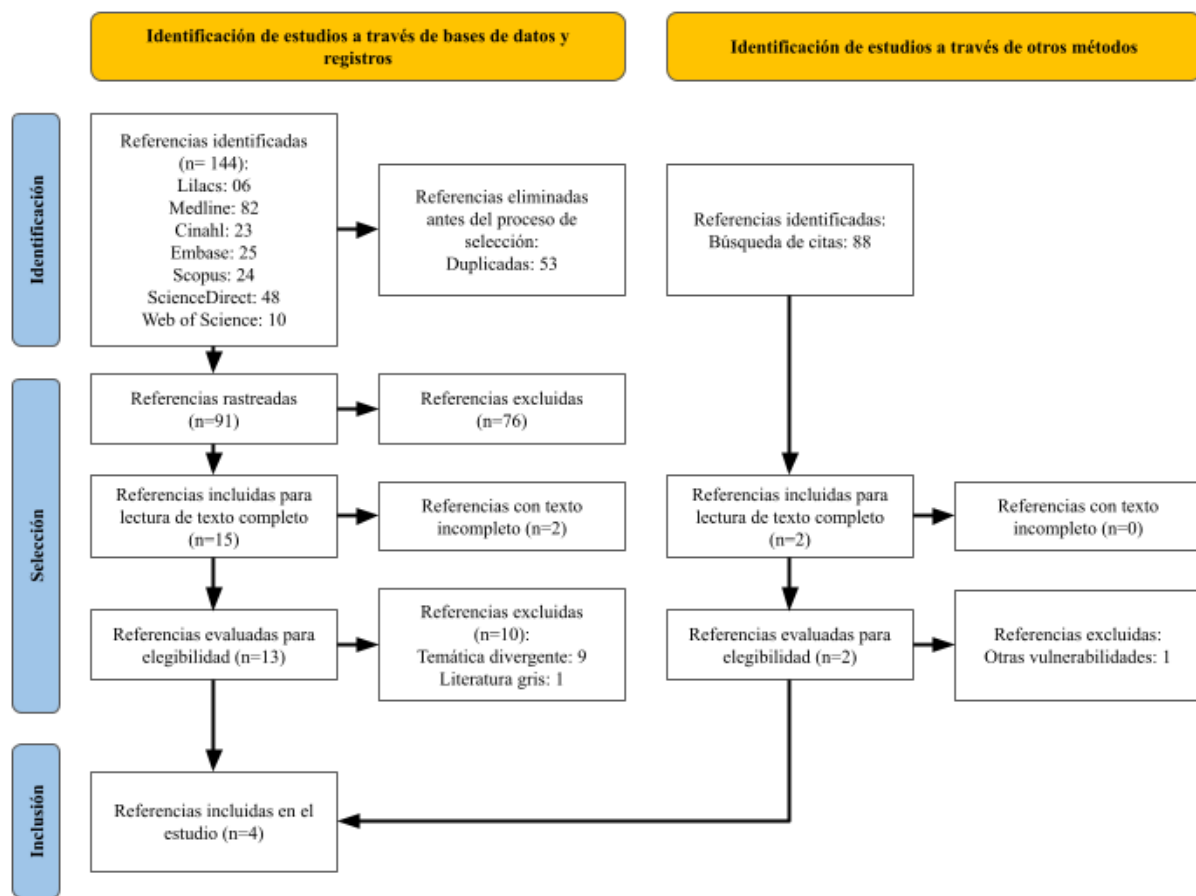 Identificación de estudios a través de bases de datos y
registros
Identificación de estudios a través de otros métodos
Identificación
Referencias identificadas
(n= 144):
Lilacs: 06
Medline: 82
Cinahl: 23
Embase: 25
Scopus: 24
ScienceDirect: 48
Web of Science: 10
Referencias eliminadas
antes del proceso de
selección:
Duplicadas: 53
Referencias identificadas:
Búsqueda de citas: 88
Selección
Referencias rastreadas
(n=91)
Referencias excluidas
(n=76)
Referencias incluidas para
lectura de texto completo
(n=15)
Referencias con texto
incompleto (n=2)
Referencias incluidas para
lectura de texto completo
(n=2)
Referencias con texto
incompleto (n=0)
Referencias evaluadas para
elegibilidad (n=13)
Referencias excluidas
(n=10):
Temática divergente: 9
Literatura gris: 1
Referencias evaluadas para
elegibilidad (n=2)
Referencias excluidas:
Otras vulnerabilidades: 1
Inclusión
Referencias incluidas en el
estudio (n=4)